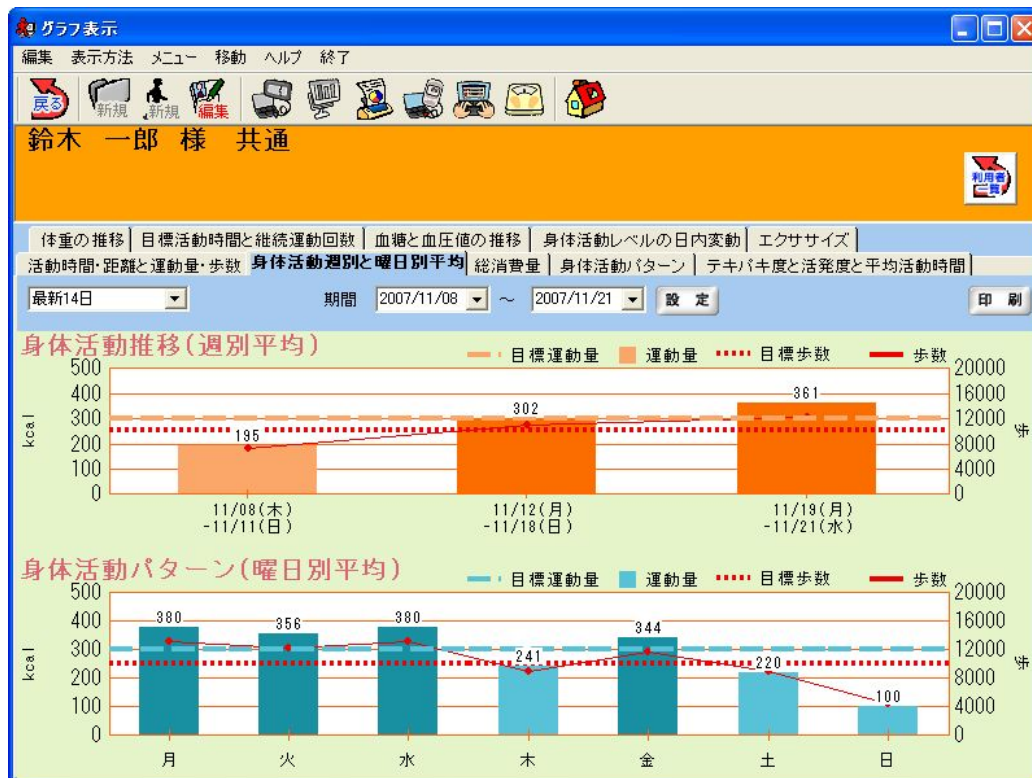 グラフ表示
編集 表示方法 メニュー 移動 ヘルプ 終了
戻る 新規 新規 編集
鈴木 一郎 様 共通
利用者一覧
体重の推移 目標活動時間と継続運動回数 血糖と血圧値の推移 身体活動レベルの日内変動 エクササイズ
活動時間・距離と運動量・歩数 身体活動週別と曜日別平均 総消費量 身体活動パターン テキパキ度と活発度と平均活動時間
最新14日 期間 2007/11/08 ～ 2007/11/21 設定 印刷
身体活動推移(週別平均)
目標運動量 運動量 目標歩数 歩数
kcal
500 20000
400 16000
300 12000
200 8000
100 4000
0 0
歩
195 302 361
11/08(木) 11/12(月) 11/19(月)
-11/11(日) -11/18(日) -11/21(水)
身体活動パターン(曜日別平均)
目標運動量 運動量 目標歩数 歩数
kcal
500 20000
400 16000
300 12000
200 8000
100 4000
0 0
歩
380 356 380 241 344 220 100
月 火 水 木 金 土 日